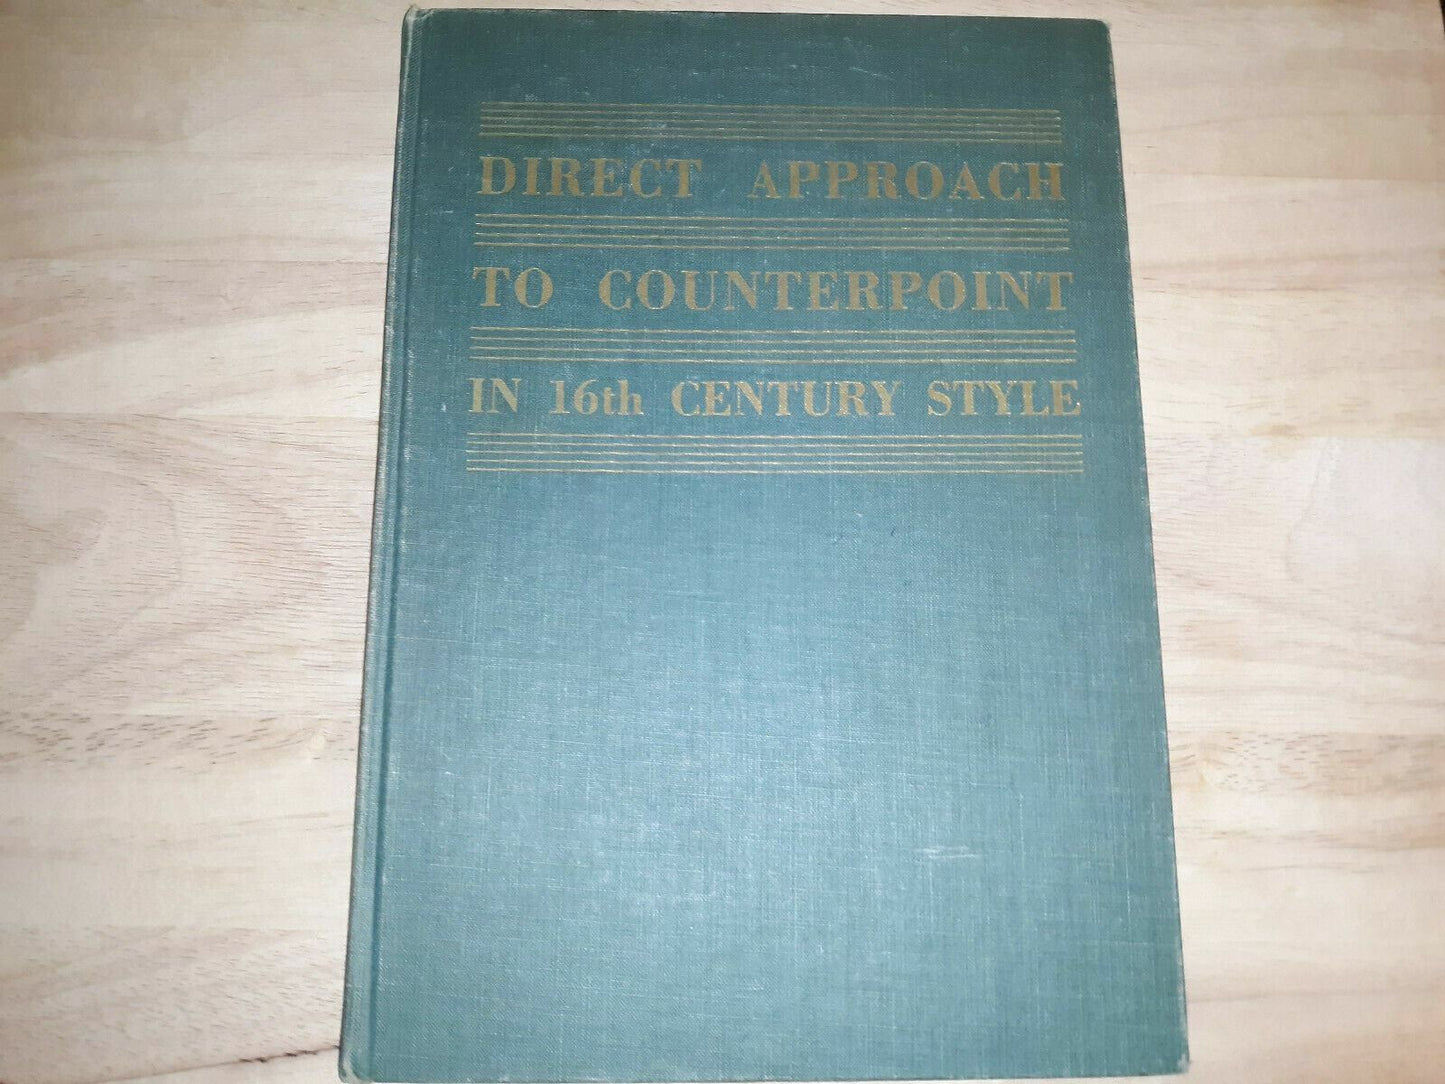 DIRECT APPROACH
TO COUNTERPOINT
IN 16th CENTURY STYLE